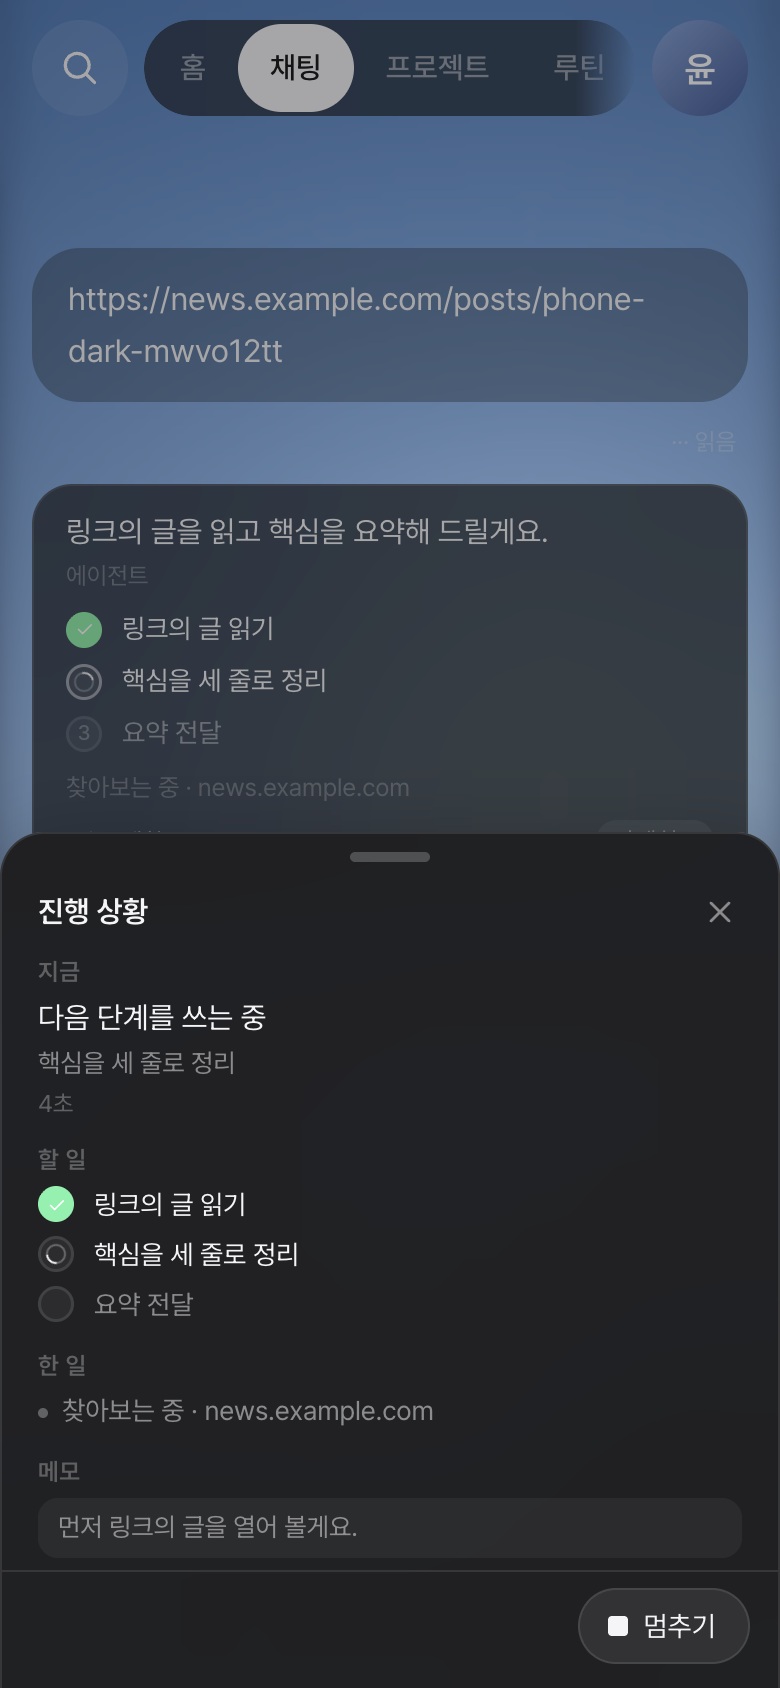 홈
채팅
프로젝트
루틴
윤
https://news.example.com/posts/phone-
dark-mwvo12tt
··· 읽음
링크의 글을 읽고 핵심을 요약해 드릴게요.
에이전트
링크의 글 읽기
핵심을 세 줄로 정리
3 요약 전달
찾아보는 중 · news.example.com
진행 상황
지금
다음 단계를 쓰는 중
핵심을 세 줄로 정리
4초
할 일
링크의 글 읽기
핵심을 세 줄로 정리
요약 전달
한 일
찾아보는 중 · news.example.com
메모
먼저 링크의 글을 열어 볼게요.
멈추기